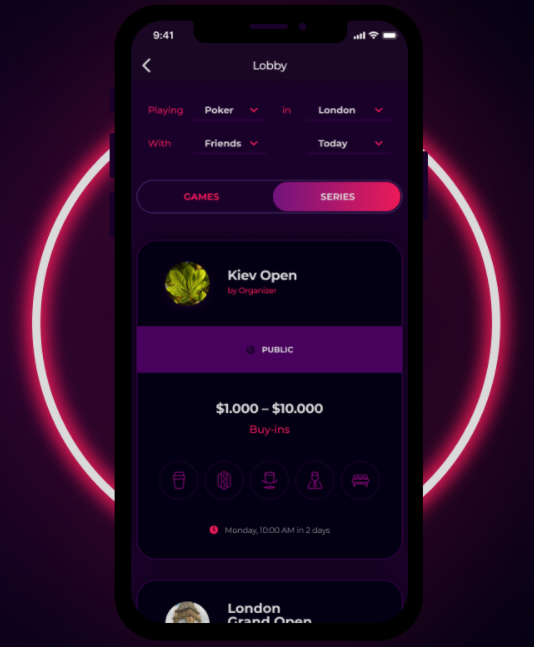 9:41
Lobby
Playing Poker in London
With Friends Today
GAMES SERIES
Kiev Open
by Organizer
PUBLIC
$1.000 – $10.000
Buy-ins
Monday, 10:00 AM in 2 days
London
Grand Open